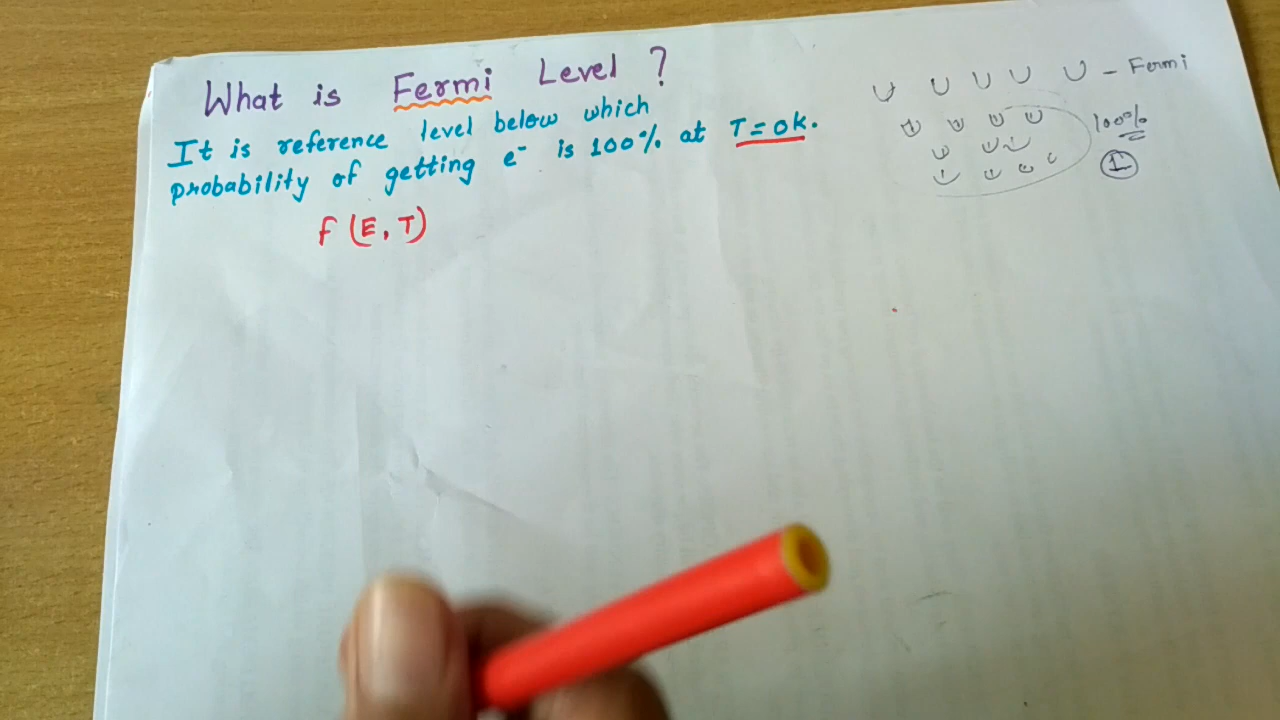 What is Fermi Level ?
It is reference level below which
probability of getting e⁻ is 100% at T = 0k.
f (E, T)
– Fermi
100%
1